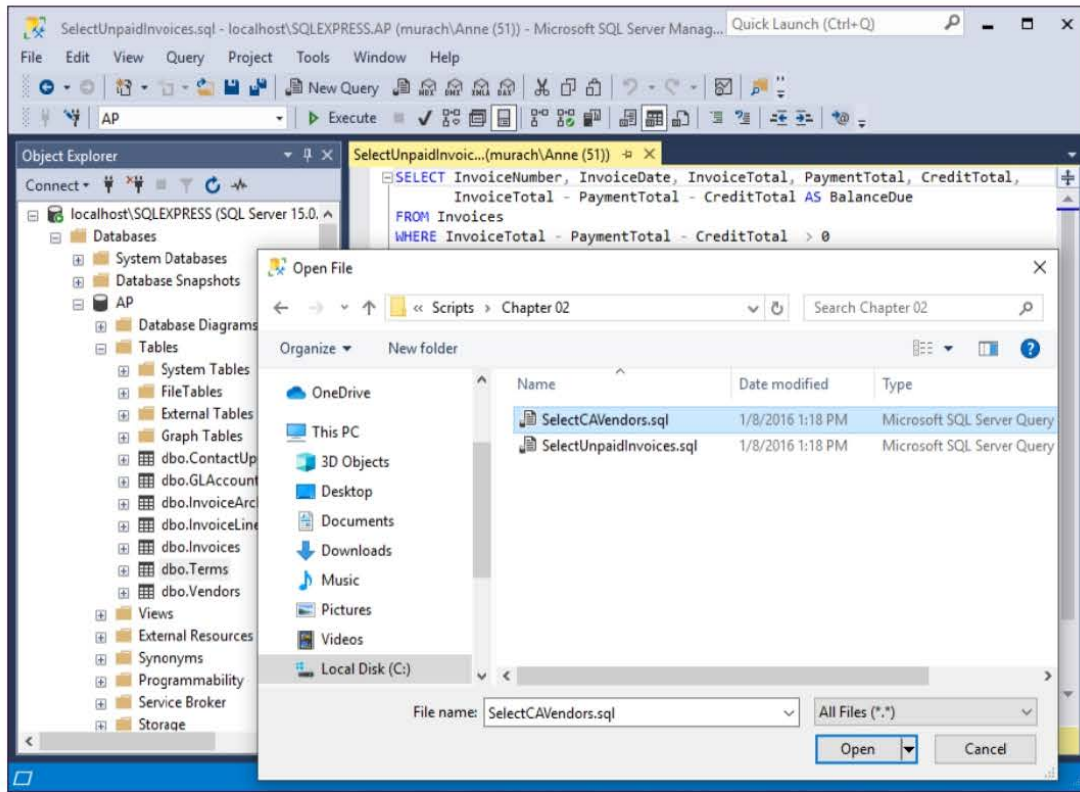 SelectUnpaidInvoices.sql - localhost\SQLEXPRESS.AP (murach\Anne (51)) - Microsoft SQL Server Manag...
Quick Launch (Ctrl+Q)
File Edit View Query Project Tools Window Help
New Query
MDX DMX XMLA DAX
AP
Execute
Object Explorer
SelectUnpaidInvoic...(murach\Anne (51))
Connect
SELECT InvoiceNumber, InvoiceDate, InvoiceTotal, PaymentTotal, CreditTotal,
InvoiceTotal - PaymentTotal - CreditTotal AS BalanceDue
FROM Invoices
WHERE InvoiceTotal - PaymentTotal - CreditTotal > 0
localhost\SQLEXPRESS (SQL Server 15.0.
Databases
System Databases
Database Snapshots
AP
Database Diagrams
Tables
System Tables
FileTables
External Tables
Graph Tables
dbo.ContactUp
dbo.GLAccount
dbo.InvoiceArc
dbo.InvoiceLine
dbo.Invoices
dbo.Terms
dbo.Vendors
Views
External Resources
Synonyms
Programmability
Service Broker
Storage
Open File
« Scripts > Chapter 02
Search Chapter 02
Organize New folder
OneDrive
This PC
3D Objects
Desktop
Documents
Downloads
Music
Pictures
Videos
Local Disk (C:)
Name Date modified Type
SelectCAVendors.sql 1/8/2016 1:18 PM Microsoft SQL Server Query
SelectUnpaidInvoices.sql 1/8/2016 1:18 PM Microsoft SQL Server Query
File name: SelectCAVendors.sql All Files (*.*)
Open Cancel